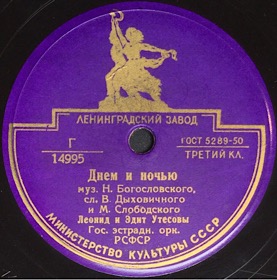 ЛЕНИНГРАДСКИЙ ЗАВОД
Г
14995
ГОСТ 5289-50
ТРЕТИЙ КЛ.
Днем и ночью
муз. Н. Богословского,
сл. В. Дыховичного
и М. Слободского
Леонид и Эдит Утесовы
Гос. эстрадн. орк.
РСФСР
МИНИСТЕРСТВО КУЛЬТУРЫ СССР